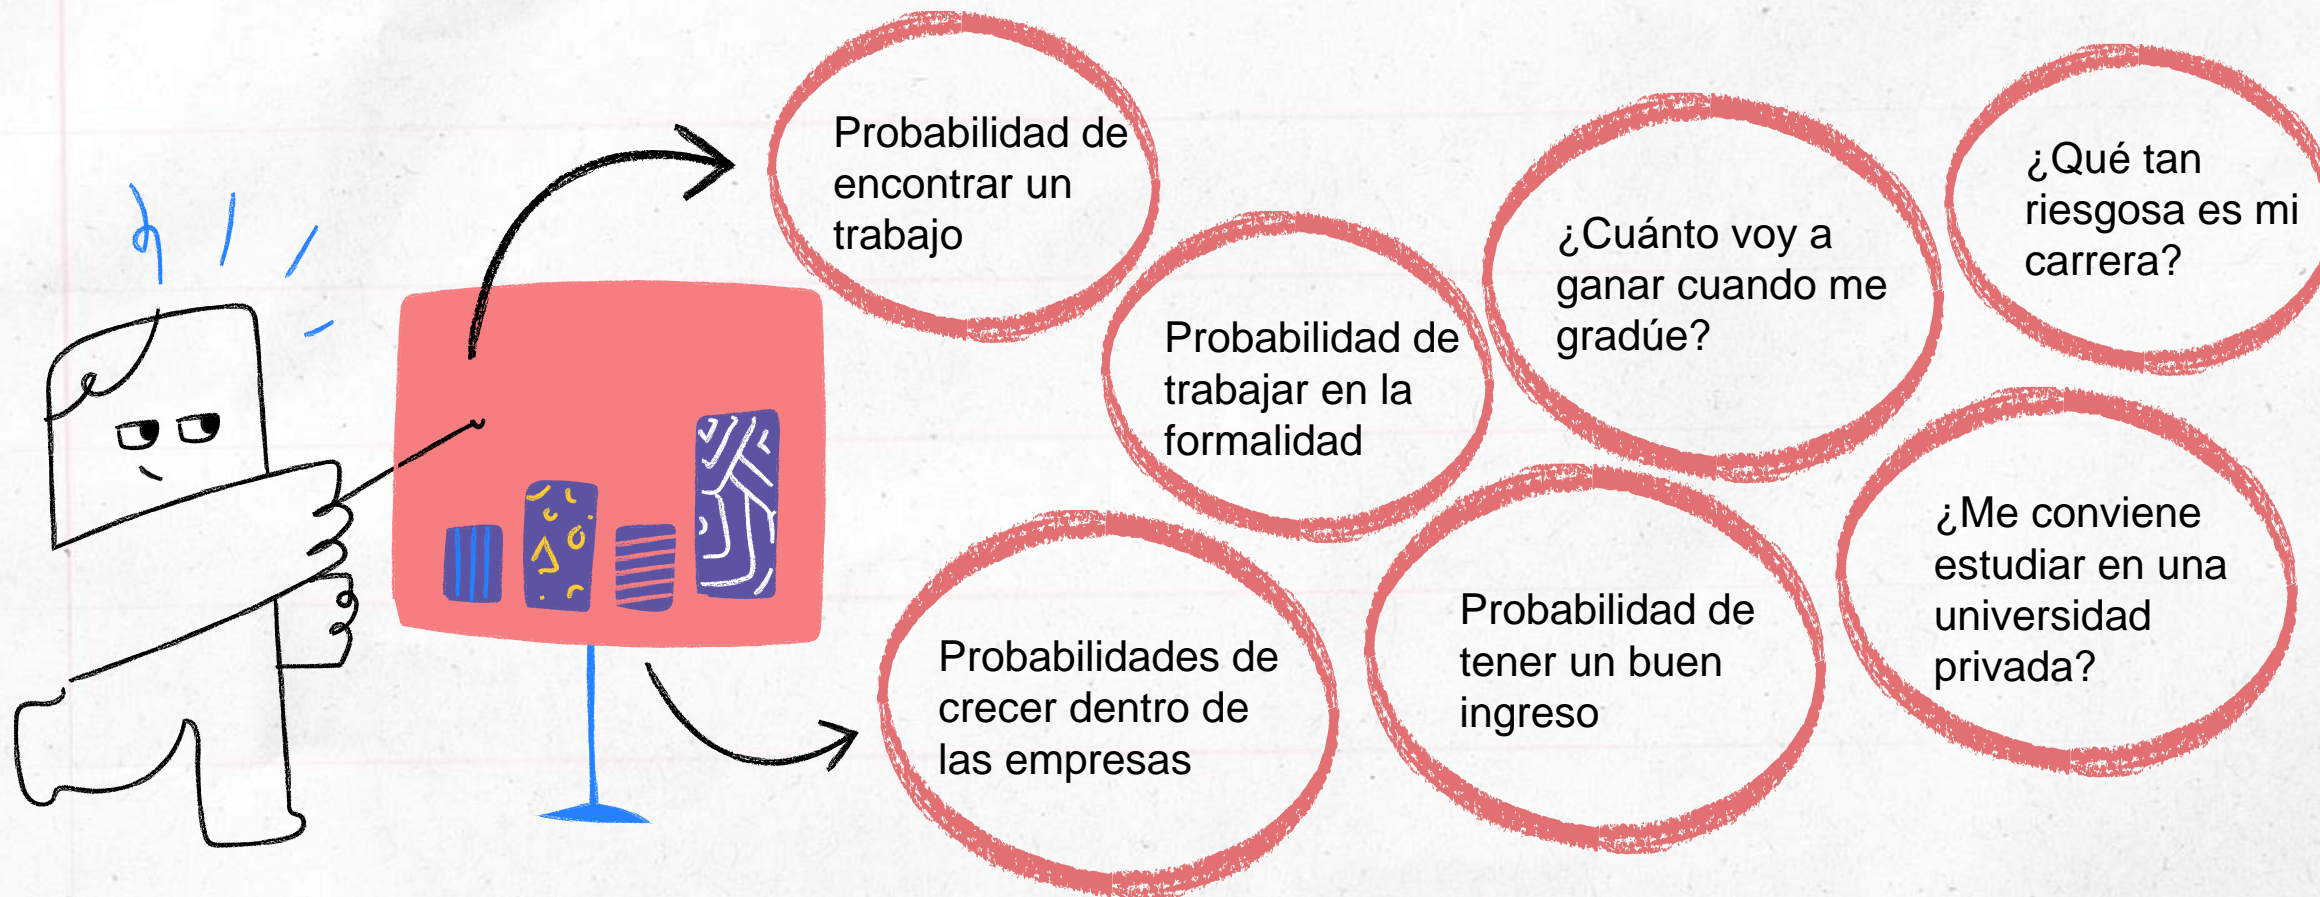 Probabilidad de
encontrar un
trabajo
Probabilidad de
trabajar en la
formalidad
¿Cuánto voy a
ganar cuando me
gradúe?
¿Qué tan
riesgosa es mi
carrera?
Probabilidades de
crecer dentro de
las empresas
Probabilidad de
tener un buen
ingreso
¿Me conviene
estudiar en una
universidad
privada?